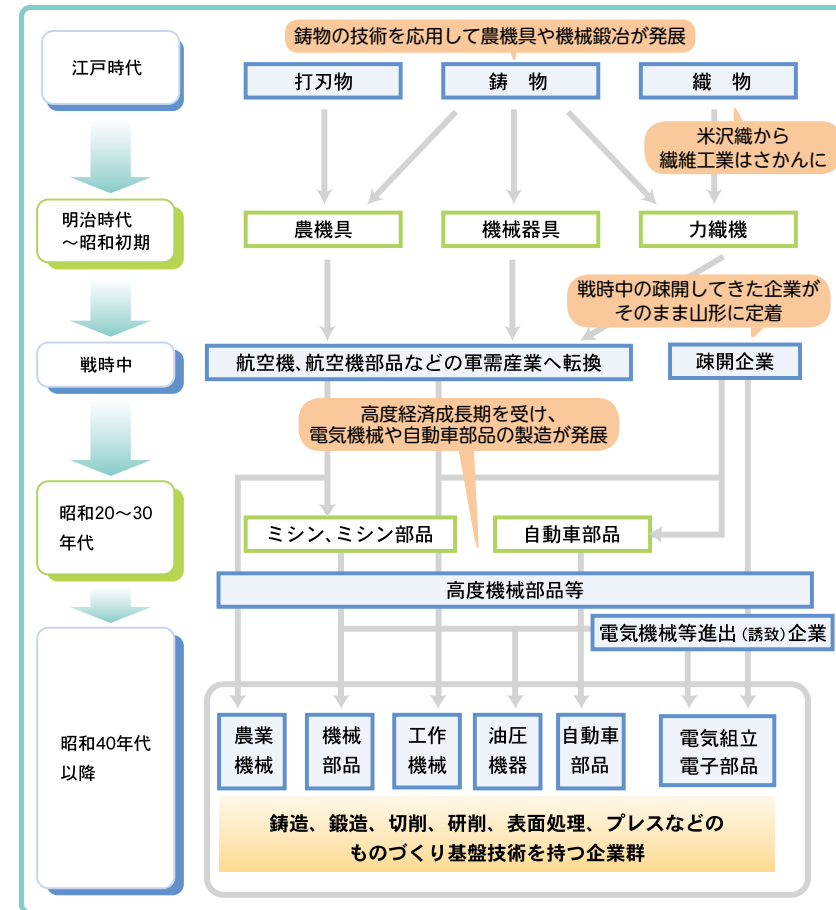 鋳物の技術を応用して農機具や機械鍛冶が発展
江戸時代
打刃物
鋳 物
織 物
米沢織から
繊維工業はさかんに
明治時代
～昭和初期
農機具
機械器具
力織機
戦時中の疎開してきた企業が
そのまま山形に定着
戦時中
航空機、航空機部品などの軍需産業へ転換
疎開企業
高度経済成長期を受け、
電気機械や自動車部品の製造が発展
昭和20～30
年代
ミシン、ミシン部品
自動車部品
高度機械部品等
電気機械等進出（誘致）企業
昭和40年代
以降
農業
機械
機械
部品
工作
機械
油圧
機器
自動車
部品
電気組立
電子部品
鋳造、鍛造、切削、研削、表面処理、プレスなどの
ものづくり基盤技術を持つ企業群